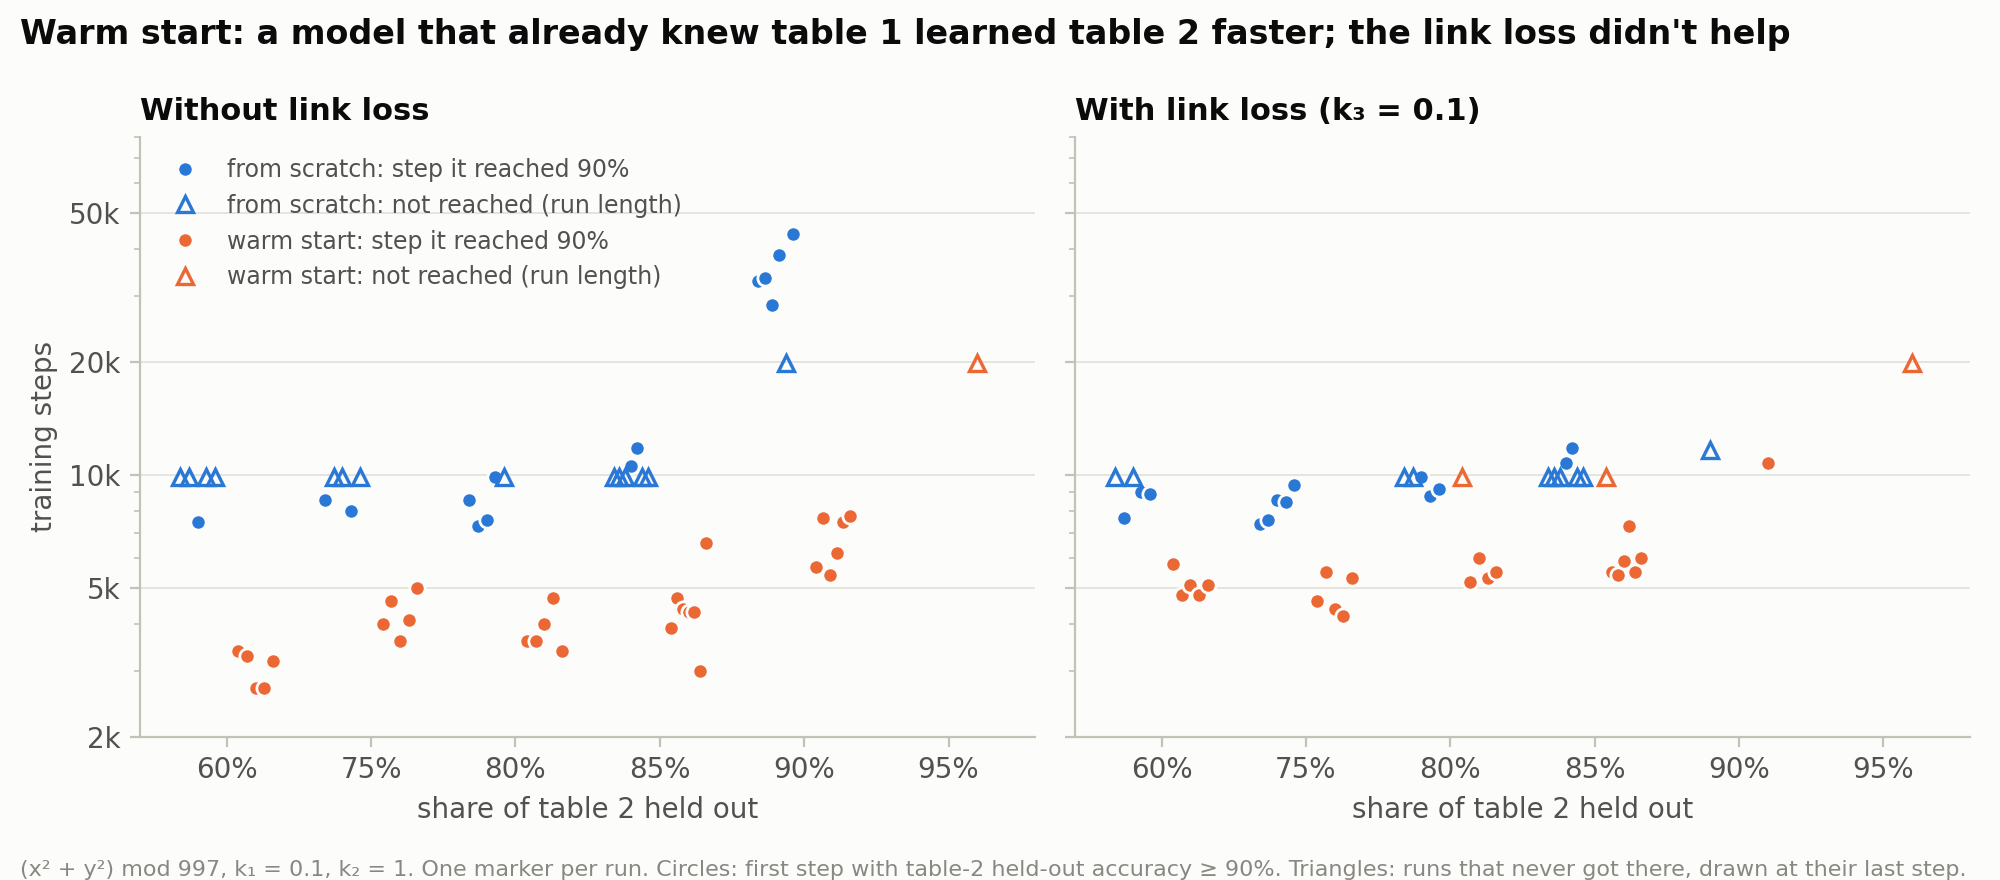 Warm start: a model that already knew table 1 learned table 2 faster; the link loss didn't help
Without link loss
With link loss (k₃ = 0.1)
from scratch: step it reached 90%
from scratch: not reached (run length)
warm start: step it reached 90%
warm start: not reached (run length)
training steps
50k
20k
10k
5k
2k
60% 75% 80% 85% 90% 95%
60% 75% 80% 85% 90% 95%
share of table 2 held out
share of table 2 held out
(x² + y²) mod 997, k₁ = 0.1, k₂ = 1. One marker per run. Circles: first step with table-2 held-out accuracy ≥ 90%. Triangles: runs that never got there, drawn at their last step.